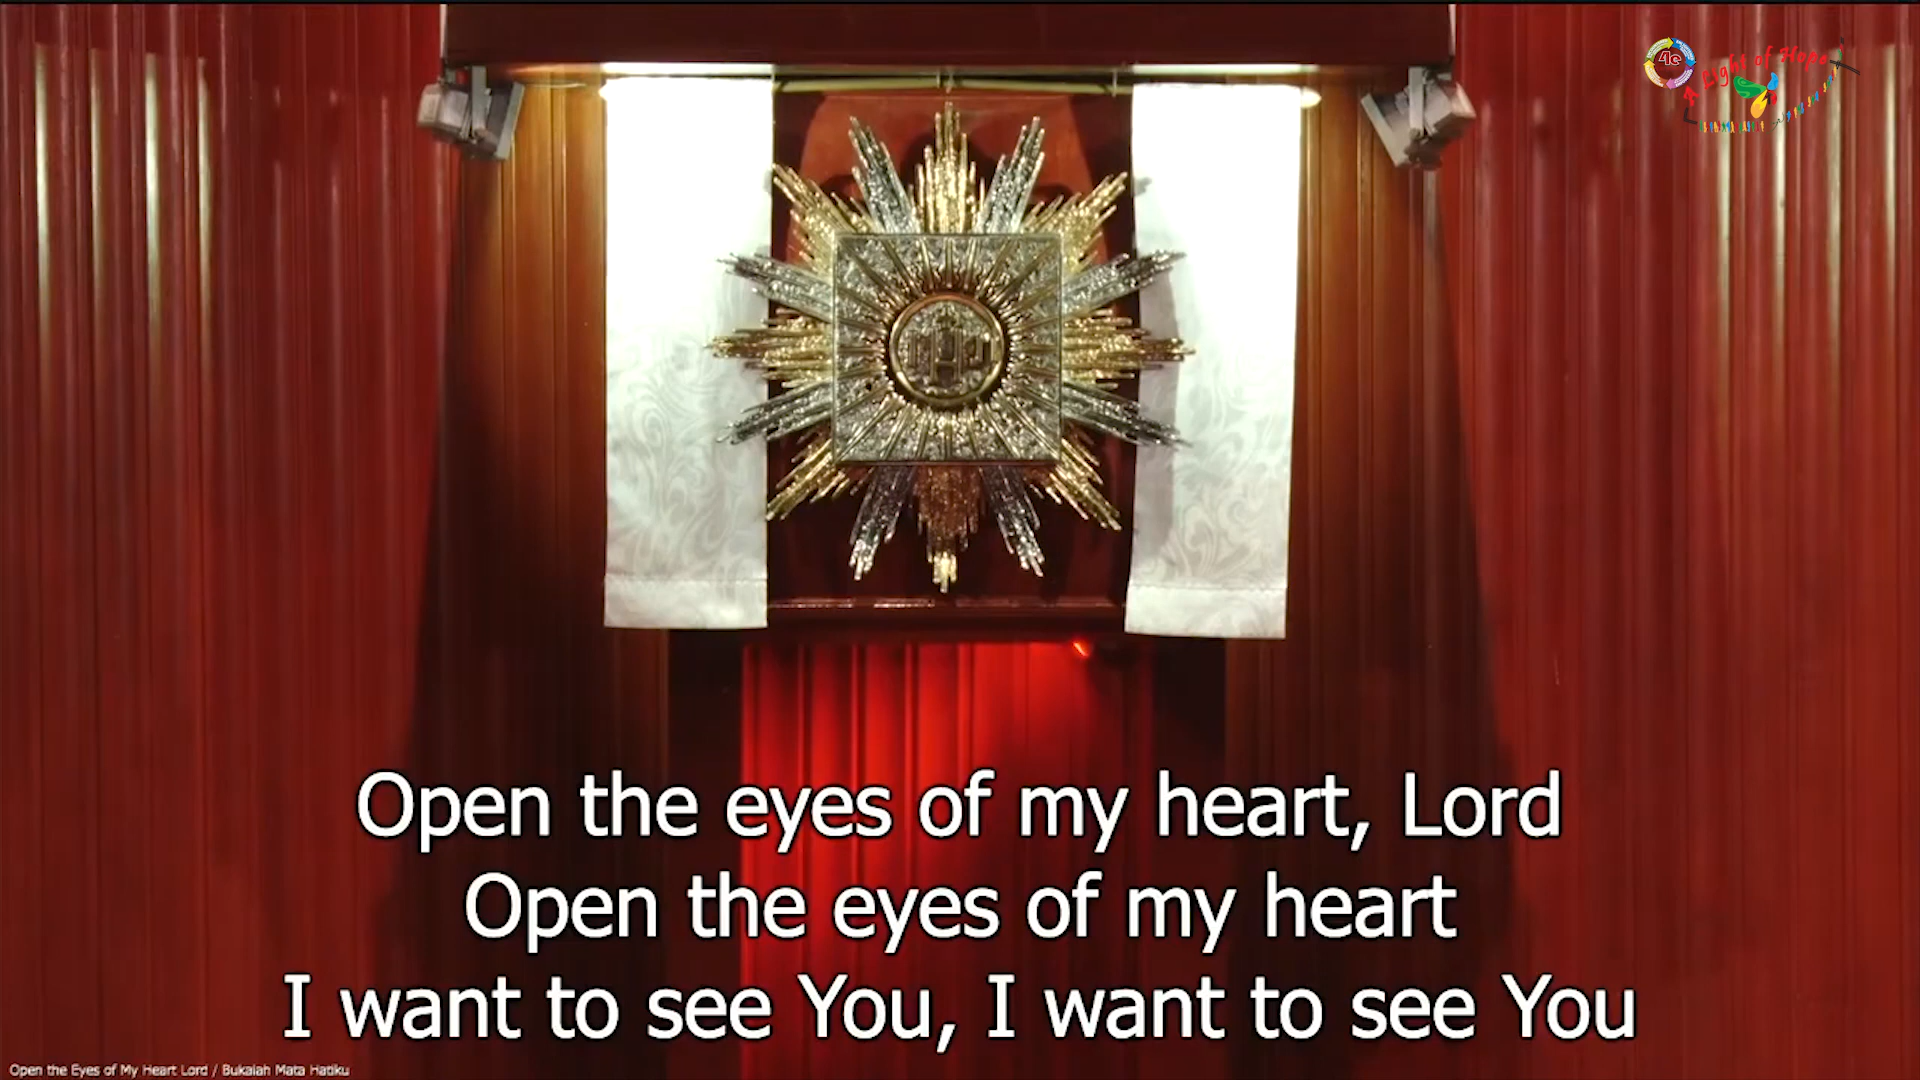 4e
Light of Hope
Open the eyes of my heart, Lord
Open the eyes of my heart
I want to see You, I want to see You
Open the Eyes of My Heart Lord / Bukalah Mata Hatiku